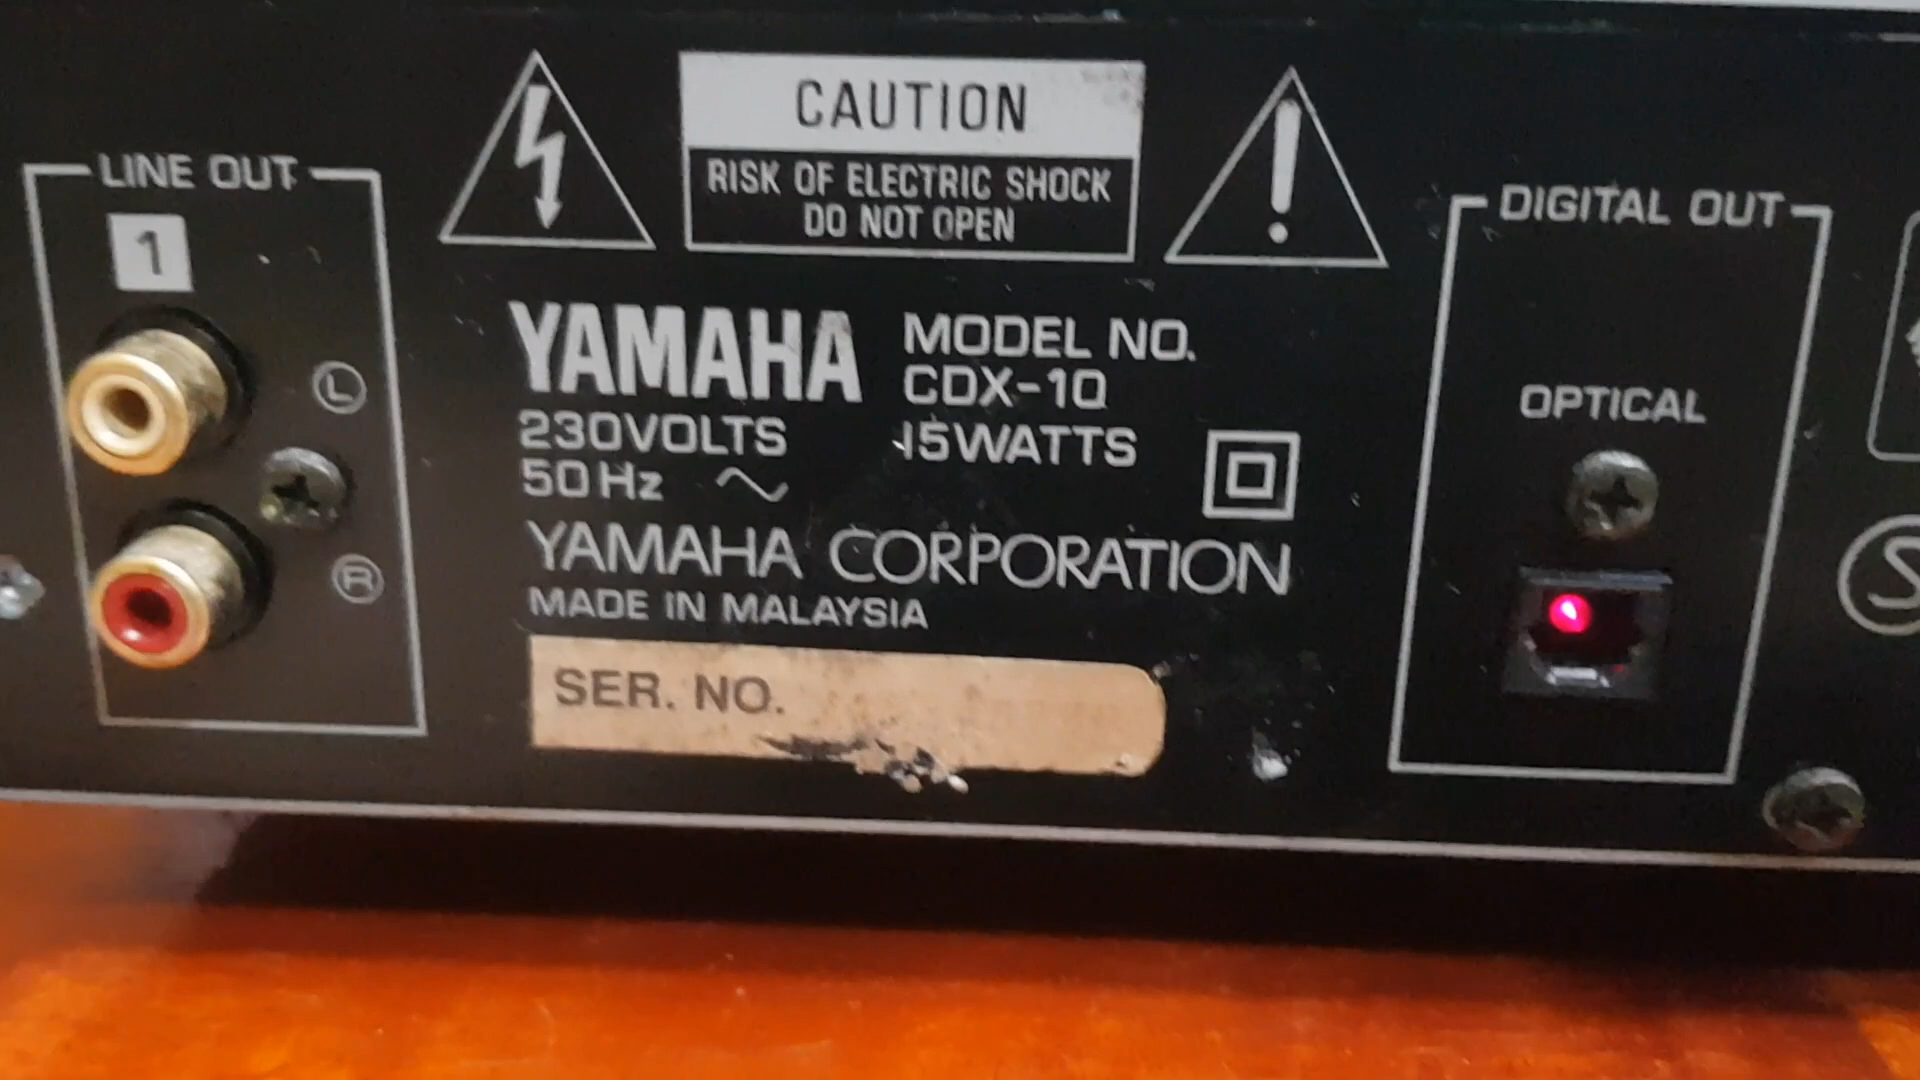 CAUTION
RISK OF ELECTRIC SHOCK
DO NOT OPEN
LINE OUT
1
L
R
YAMAHA
MODEL NO.
CDX-10
230VOLTS 15WATTS
50Hz ~
YAMAHA CORPORATION
MADE IN MALAYSIA
SER. NO.
DIGITAL OUT
OPTICAL
S